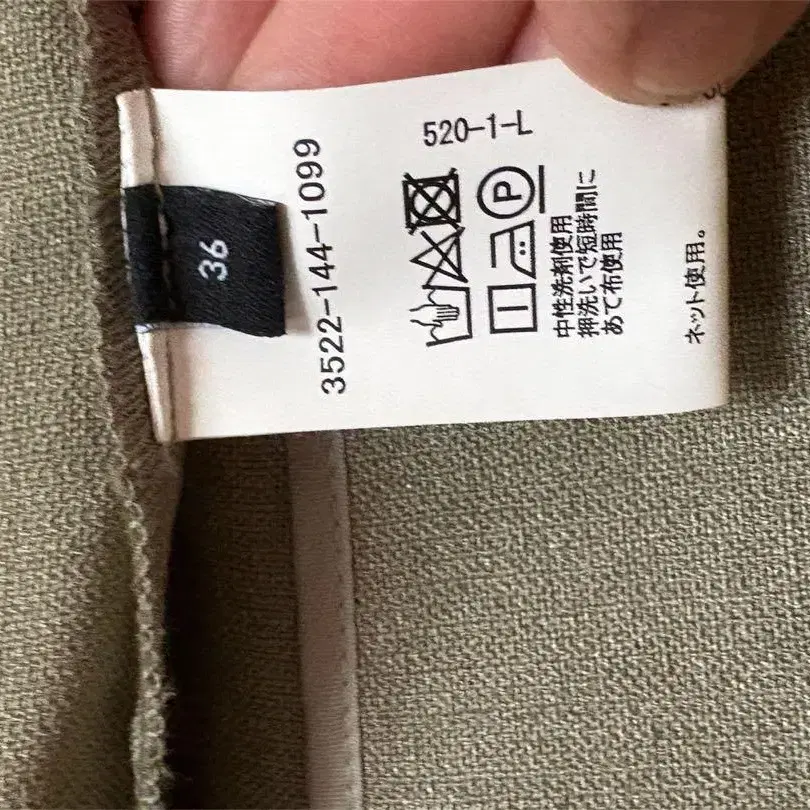 36
3522-144-1099
520-1-L
P
中性洗剤使用
押洗いで短時間に
あて布使用
ネット使用。